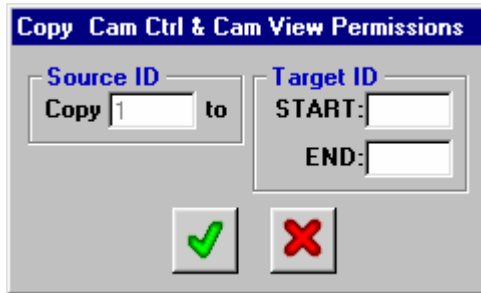 Copy Cam Ctrl & Cam View Permissions
Source ID
Copy 1 to
Target ID
START:
END: